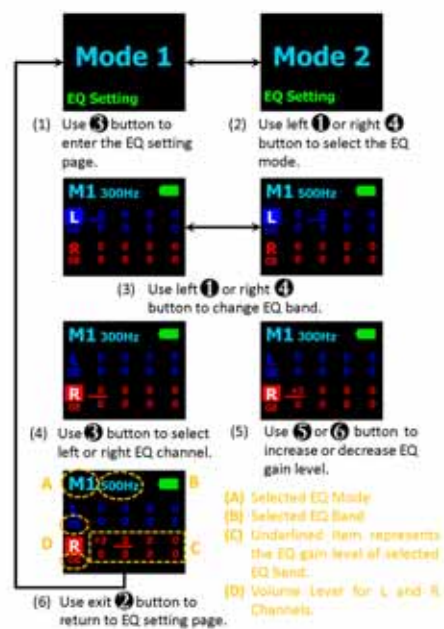 Mode 1
EQ Setting
Mode 2
EQ Setting
(1) Use ❸ button to
enter the EQ setting
page.
(2) Use left ❶ or right ❹
button to select the EQ
mode.
M1 300Hz
L
R
M1 500Hz
L
R
(3) Use left ❶ or right ❹
button to change EQ band.
M1 300Hz
L
R
M1 300Hz
L
R
(4) Use ❸ button to select
left or right EQ channel.
(5) Use ❺ or ❻ button to
increase or decrease EQ
gain level.
A M1 500Hz B
D R C
(A) Selected EQ Mode
(B) Selected EQ Band
(C) Underlined item represents
the EQ gain level of selected
EQ band.
(D) Volume Level for L and R
Channels.
(6) Use exit ❷ button to
return to EQ setting page.